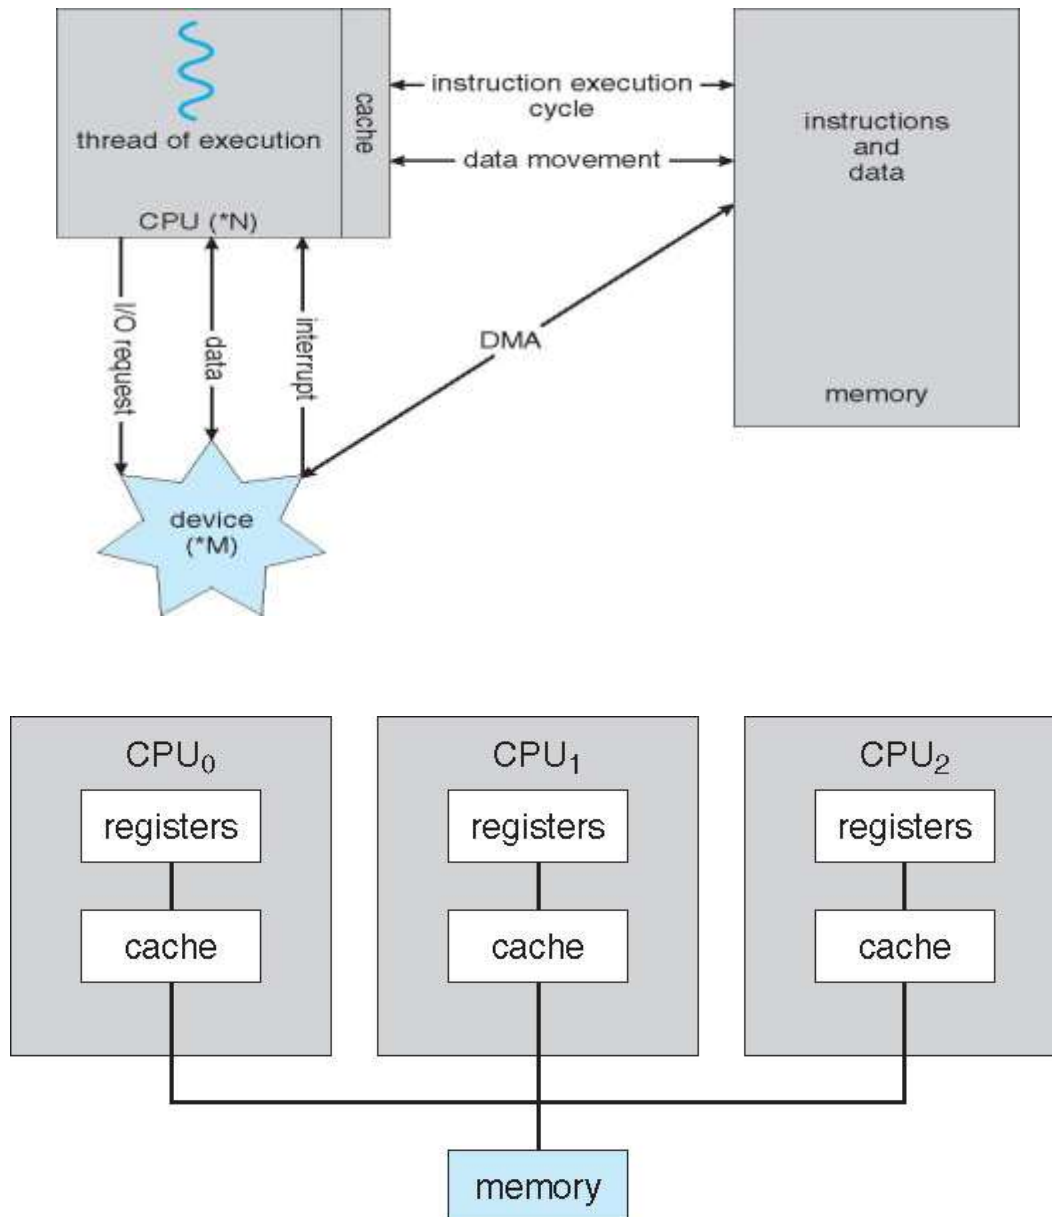 thread of execution
cache
CPU (*N)
instruction execution
cycle
data movement
instructions
and
data
memory
I/O request
data
interrupt
DMA
device
(*M)
CPU₀
CPU₁
CPU₂
registers
registers
registers
cache
cache
cache
memory